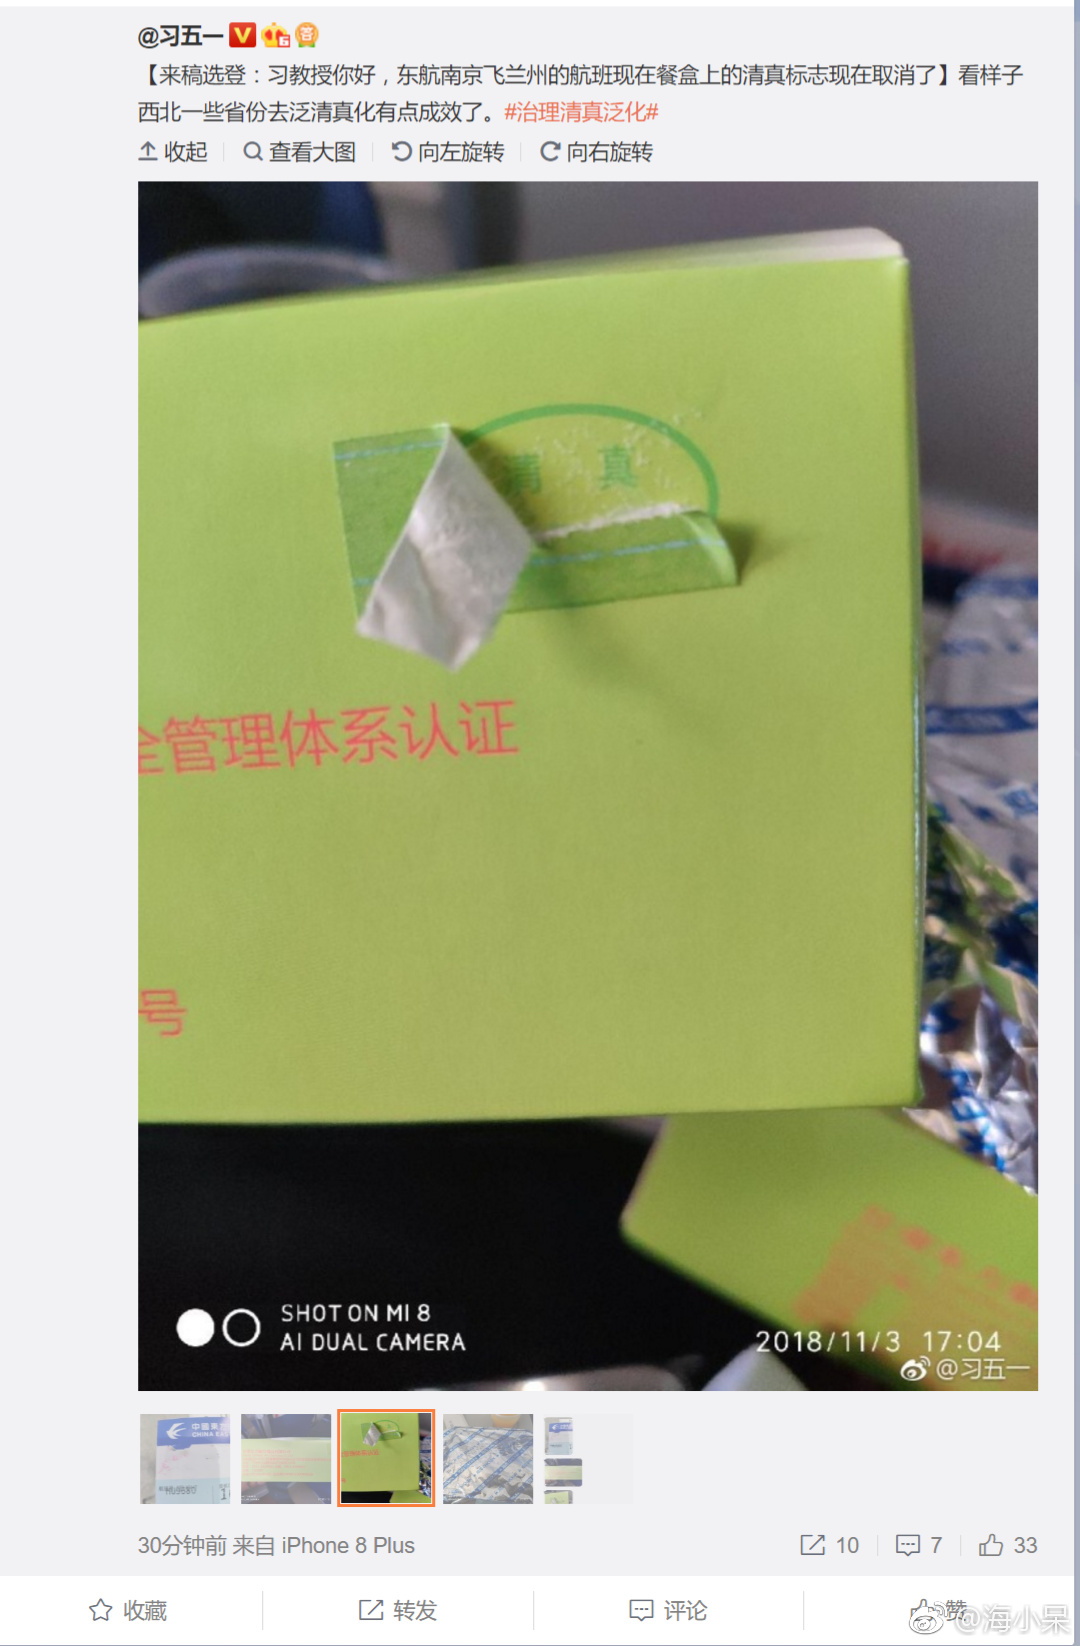 @习五一
【来稿选登：习教授你好，东航南京飞兰州的航班现在餐盒上的清真标志现在取消了】看样子
西北一些省份去泛清真化有点成效了。#治理清真泛化#
收起 查看大图 向左旋转 向右旋转
清真
全管理体系认证
号
SHOT ON MI 8
AI DUAL CAMERA
2018/11/3 17:04
@习五一
30分钟前 来自 iPhone 8 Plus
10 7 33
收藏 转发 评论 赞
@海小呆